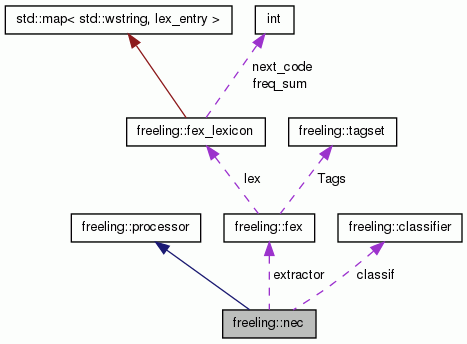 std::map< std::wstring, lex_entry >
int
next_code
freq_sum
freeling::fex_lexicon
freeling::tagset
lex
Tags
freeling::processor
freeling::fex
freeling::classifier
extractor
classif
freeling::nec